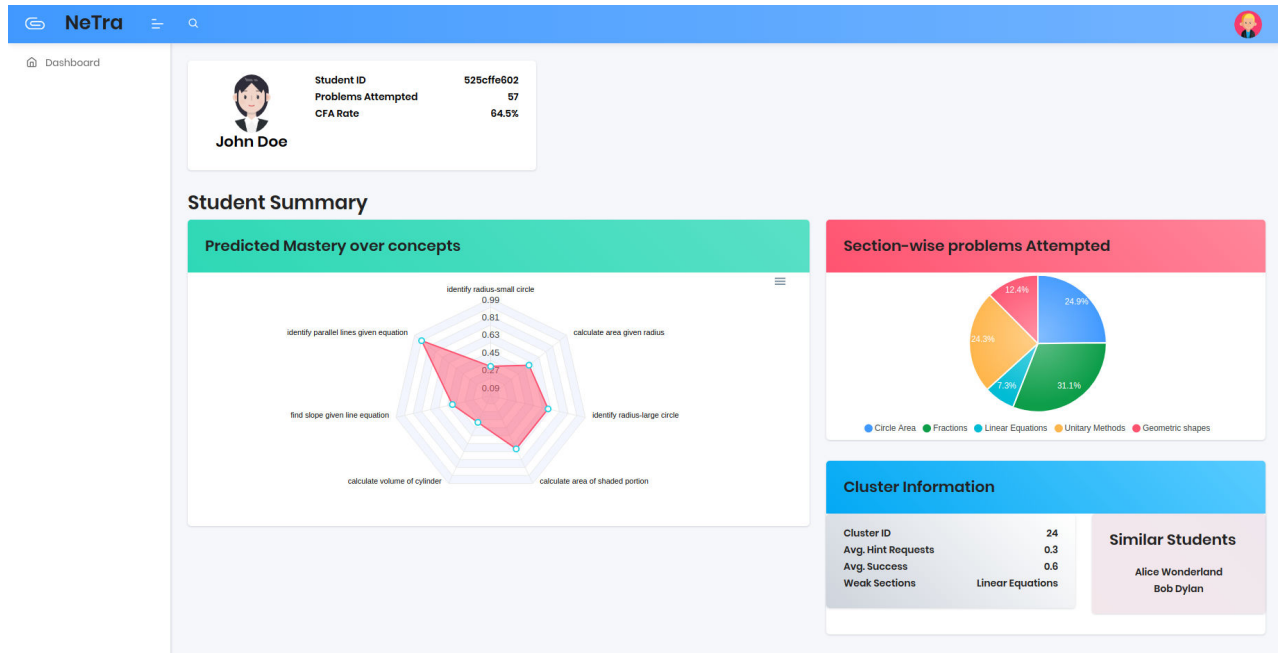 NeTra
Dashboard
Student ID 525cffe602
Problems Attempted 57
CFA Rate 64.5%
John Doe
Student Summary
Predicted Mastery over concepts
identify radius-small circle
0.99
0.81
0.63
0.45
0.27
0.09
calculate area given radius
identify radius-large circle
calculate area of shaded portion
calculate volume of cylinder
find slope given line equation
identify parallel lines given equation
Section-wise problems Attempted
12.4%
24.9%
24.3%
7.3%
31.1%
Circle Area Fractions Linear Equations Unitary Methods Geometric shapes
Cluster Information
Cluster ID 24
Avg. Hint Requests 0.3
Avg. Success 0.6
Weak Sections Linear Equations
Similar Students
Alice Wonderland
Bob Dylan